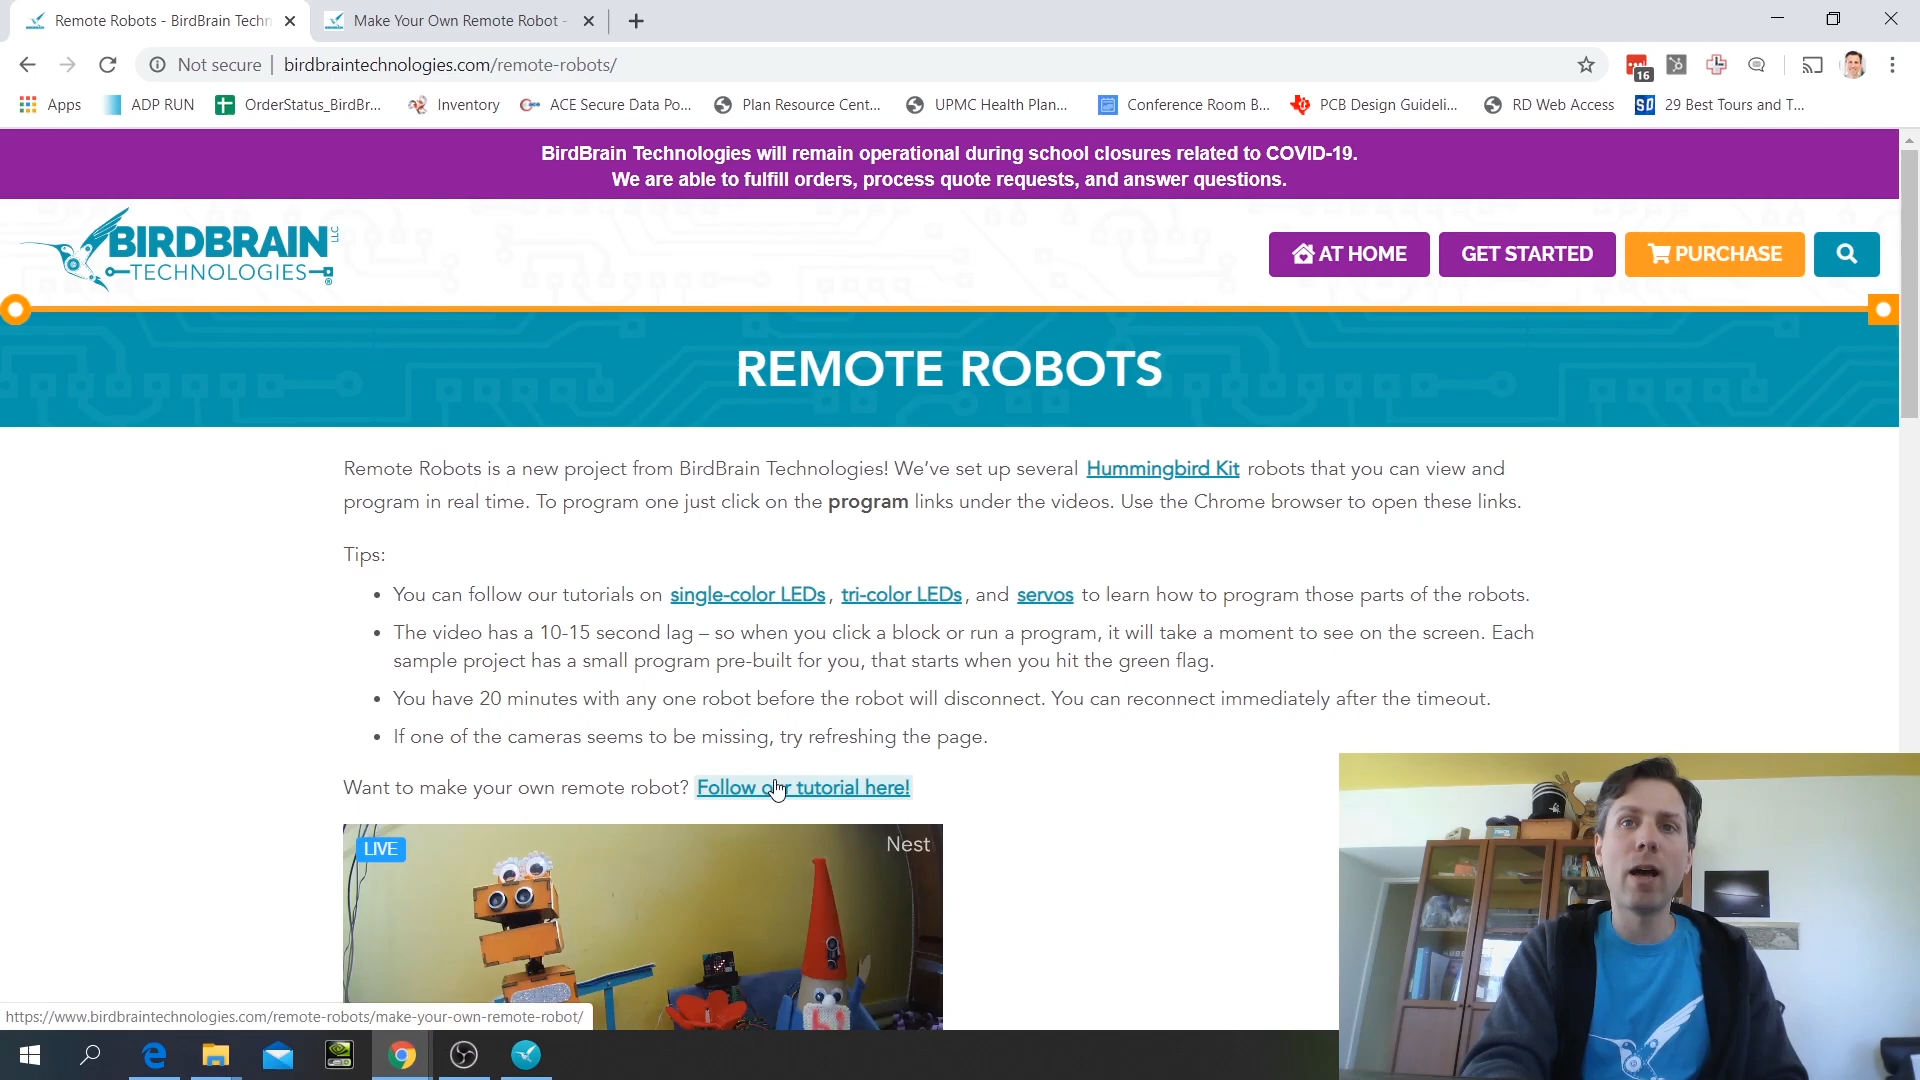 Remote Robots - BirdBrain Techn
Make Your Own Remote Robot -
Not secure
birdbraintechnologies.com/remote-robots/
16
Apps
ADP RUN
OrderStatus_BirdBr...
Inventory
ACE Secure Data Po...
Plan Resource Cent...
UPMC Health Plan...
Conference Room B...
PCB Design Guideli...
RD Web Access
29 Best Tours and T...
BirdBrain Technologies will remain operational during school closures related to COVID-19.
We are able to fulfill orders, process quote requests, and answer questions.
BIRDBRAIN LLC
TECHNOLOGIES
AT HOME
GET STARTED
PURCHASE
REMOTE ROBOTS
Remote Robots is a new project from BirdBrain Technologies! We've set up several Hummingbird Kit robots that you can view and
program in real time. To program one just click on the program links under the videos. Use the Chrome browser to open these links.
Tips:
• You can follow our tutorials on single-color LEDs, tri-color LEDs, and servos to learn how to program those parts of the robots.
• The video has a 10-15 second lag – so when you click a block or run a program, it will take a moment to see on the screen. Each
sample project has a small program pre-built for you, that starts when you hit the green flag.
• You have 20 minutes with any one robot before the robot will disconnect. You can reconnect immediately after the timeout.
• If one of the cameras seems to be missing, try refreshing the page.
Want to make your own remote robot? Follow our tutorial here!
LIVE
Nest
https://www.birdbraintechnologies.com/remote-robots/make-your-own-remote-robot/